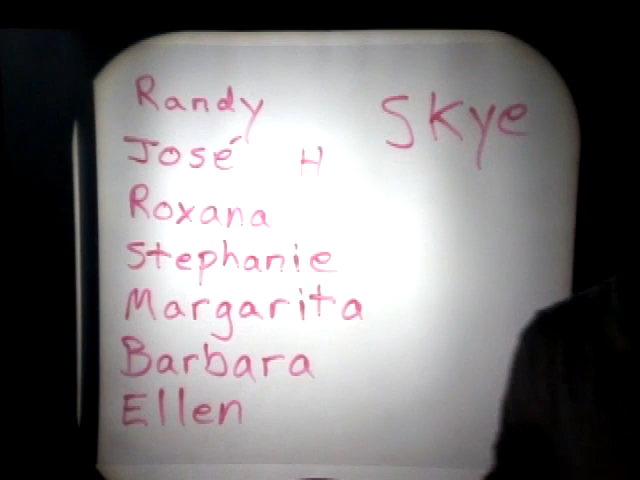 Randy
Skye
José H
Roxana
Stephanie
Margarita
Barbara
Ellen